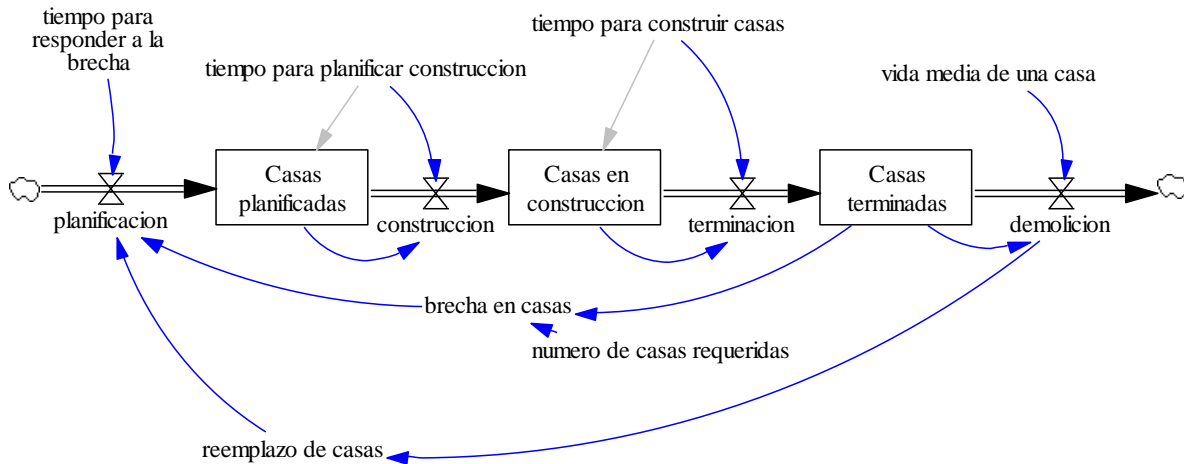 tiempo para
responder a la
brecha
tiempo para planificar construccion
tiempo para construir casas
vida media de una casa
Casas
planificadas
Casas en
construccion
Casas
terminadas
planificacion
construccion
terminacion
demolicion
brecha en casas
numero de casas requeridas
reemplazo de casas